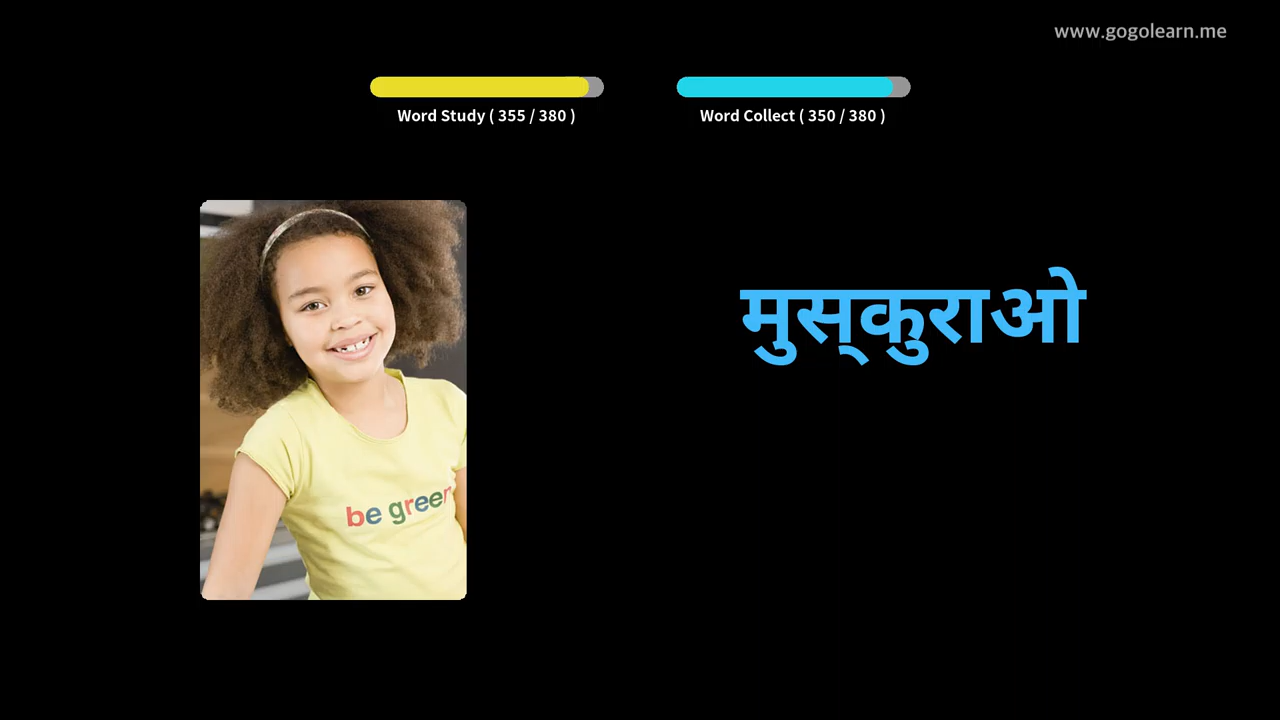 www.gogolearn.me
Word Study ( 355 / 380 )
Word Collect ( 350 / 380 )
मुस्कुराओ
be green